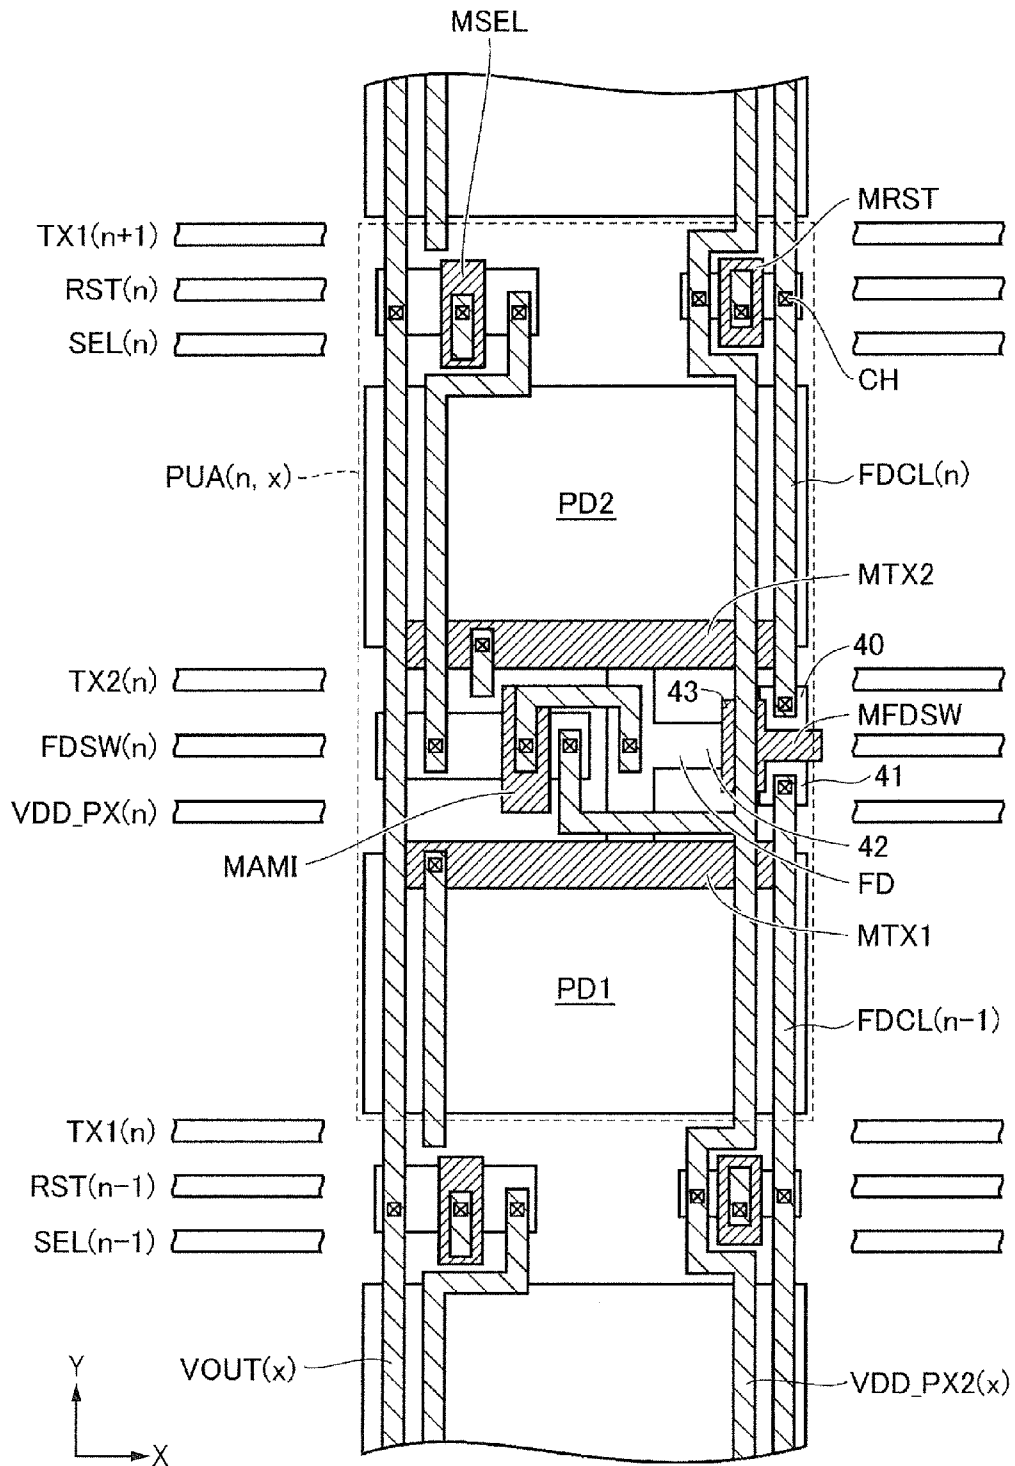 MSEL
MRST
TX1(n+1)
RST(n)
SEL(n)
CH
PUA(n, x)
FDCL(n)
PD2
MTX2
40
TX2(n)
43
MFDSW
FDSW(n)
41
VDD_PX(n)
42
MAMI
FD
MTX1
PD1
FDCL(n-1)
TX1(n)
RST(n-1)
SEL(n-1)
Y
VOUT(x)
VDD_PX2(x)
X